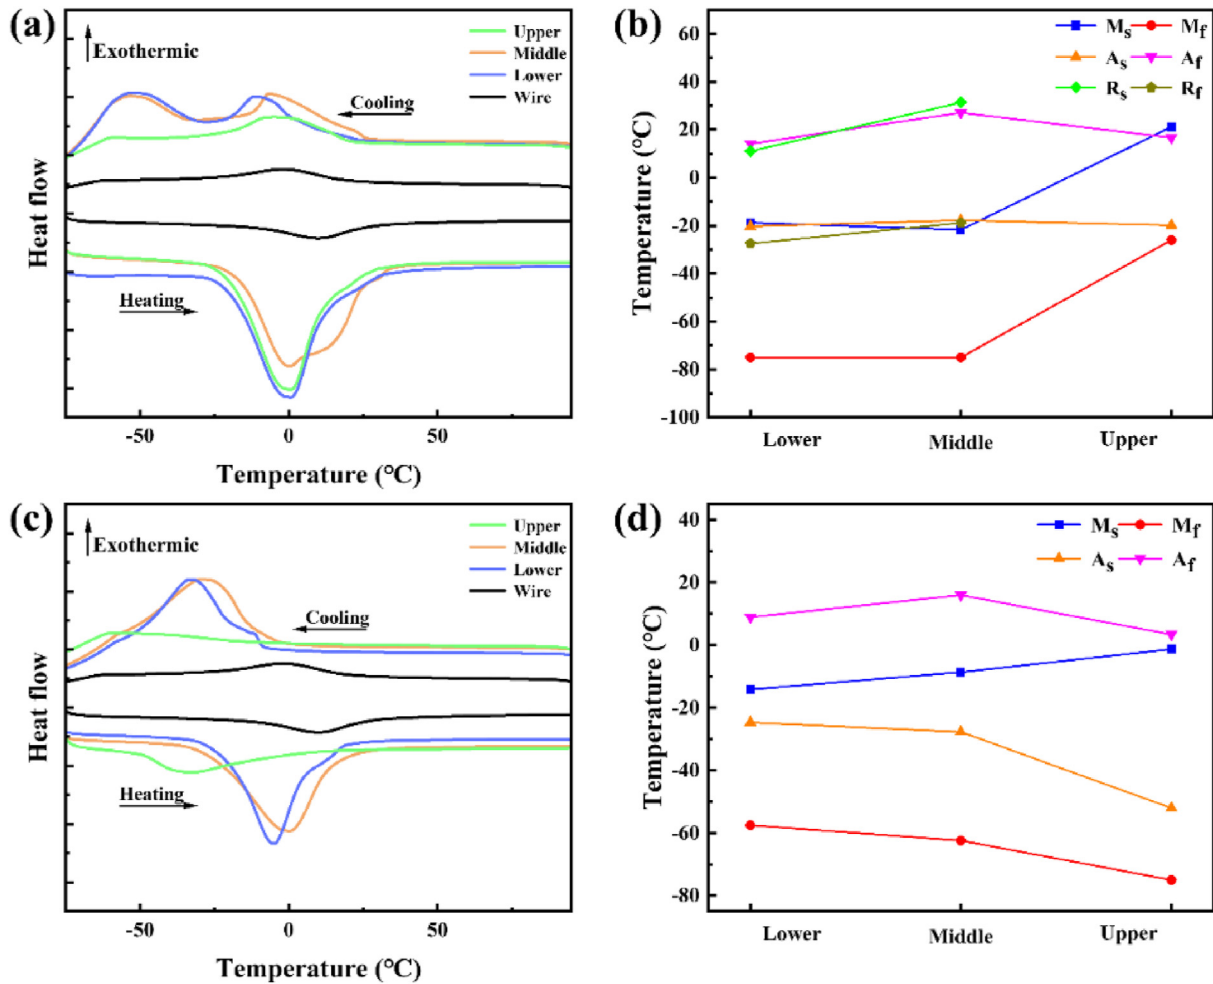 (a)
Exothermic
Upper
Middle
Lower
Wire
Cooling
Heating
Heat flow
-50
0
50
Temperature (°C)
(b)
Ms Mf
As Af
Rs Rf
60
40
20
0
-20
-40
-60
-80
-100
Temperature (°C)
Lower Middle Upper
(c)
Exothermic
Upper
Middle
Lower
Wire
Cooling
Heating
Heat flow
-50
0
50
Temperature (°C)
(d)
Ms Mf
As Af
40
20
0
-20
-40
-60
-80
Temperature (°C)
Lower Middle Upper